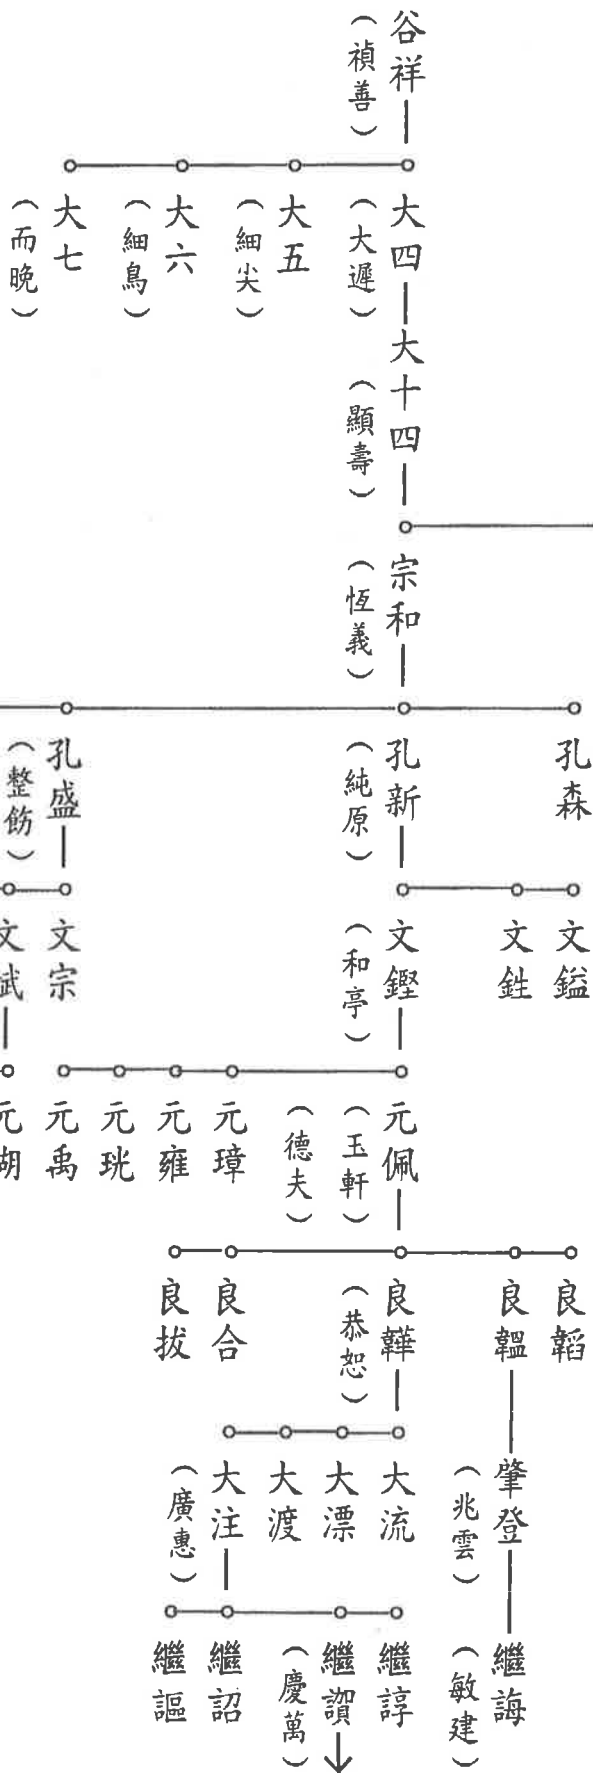 谷祥
（禎善）
大四
（大遲）
大五
（細尖）
大六
（細鳥）
大七
（而晚）
大十四
（顯壽）
宗和
（恆義）
孔森
孔新
（純原）
孔盛
（整飭）
文鎰
文鉎
文鏗
（和亭）
文宗
文斌
元佩
（玉軒）
（德夫）
元璋
元雍
元珖
元禹
元湖
良韜
良韞
良韡
（恭恕）
良合
良拔
肇登
（兆雲）
大流
大漂
大渡
大注
（廣惠）
繼誨
（敏建）
繼諄
繼讃
（慶萬）
繼詔
繼謳